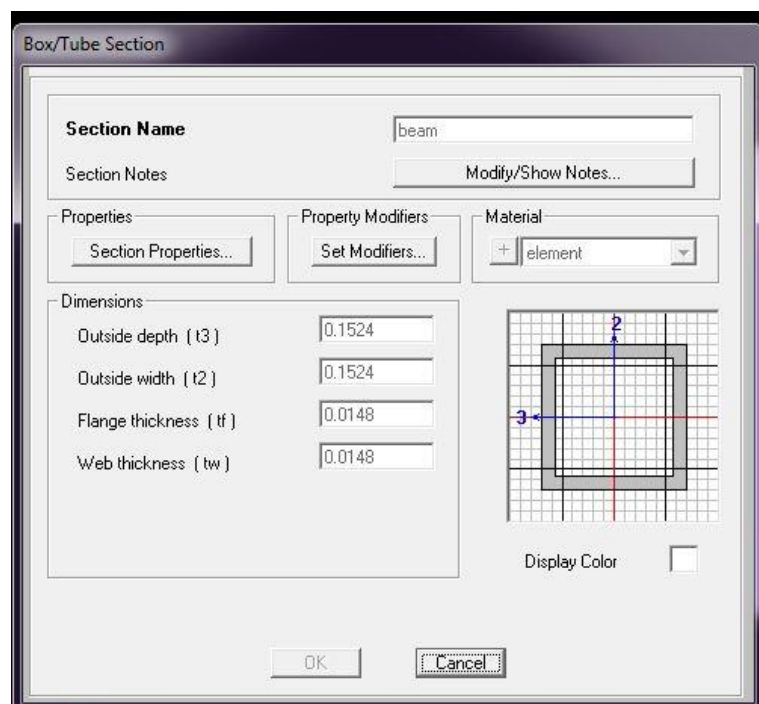 Box/Tube Section
Section Name beam
Section Notes Modify/Show Notes...
Properties Property Modifiers Material
Section Properties... Set Modifiers... + element
Dimensions
Outside depth ( t3 ) 0.1524
Outside width ( t2 ) 0.1524
Flange thickness ( tf ) 0.0148
Web thickness ( tw ) 0.0148
2
3
Display Color
OK Cancel